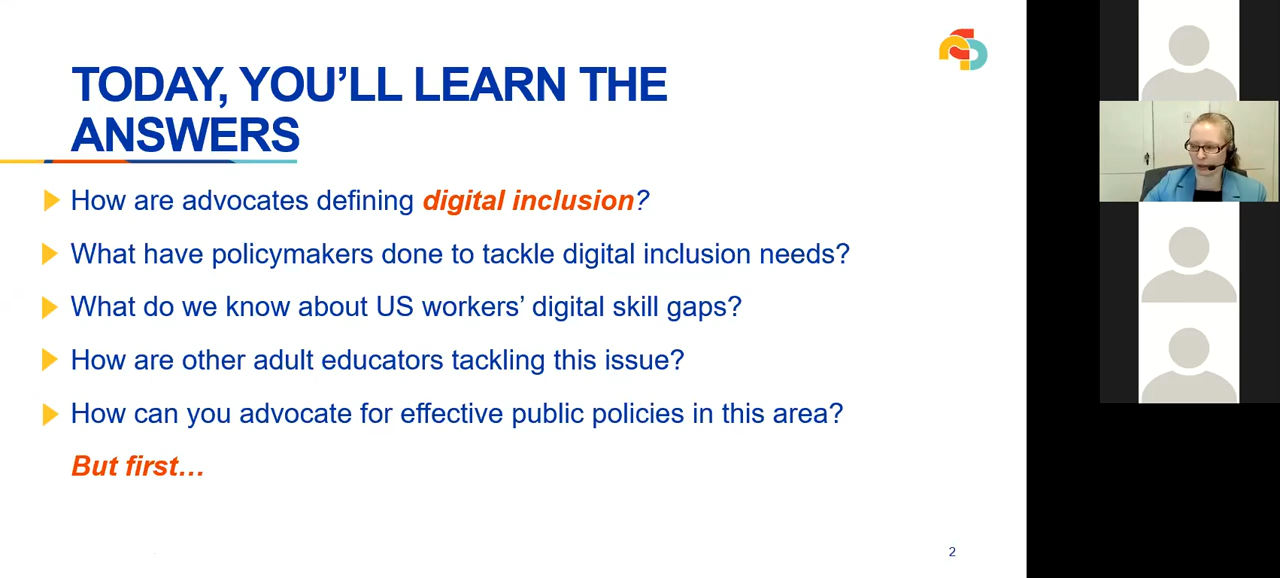 TODAY, YOU’LL LEARN THE
ANSWERS
How are advocates defining digital inclusion?
What have policymakers done to tackle digital inclusion needs?
What do we know about US workers’ digital skill gaps?
How are other adult educators tackling this issue?
How can you advocate for effective public policies in this area?
But first…
2